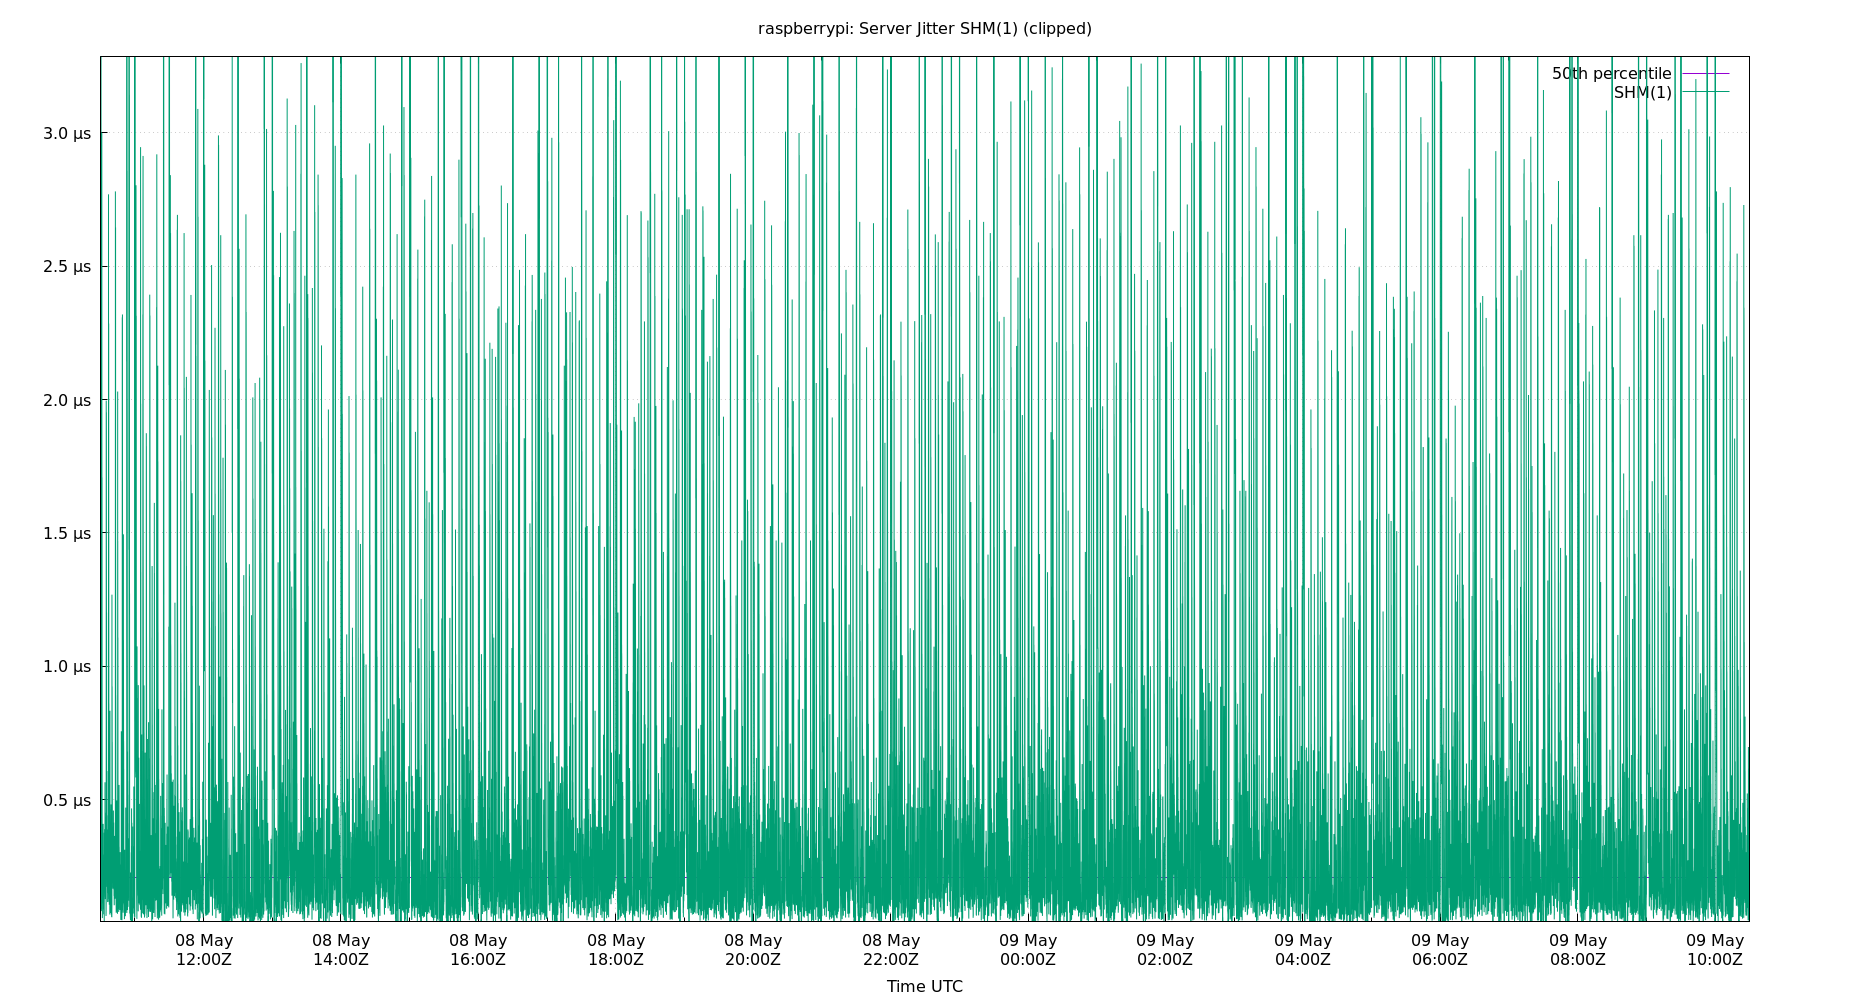 raspberrypi: Server Jitter SHM(1) (clipped)
50th percentile
SHM(1)
3.0 µs
2.5 µs
2.0 µs
1.5 µs
1.0 µs
0.5 µs
08 May 08 May 08 May 08 May 08 May 08 May 09 May 09 May 09 May 09 May 09 May 09 May
12:00Z 14:00Z 16:00Z 18:00Z 20:00Z 22:00Z 00:00Z 02:00Z 04:00Z 06:00Z 08:00Z 10:00Z
Time UTC